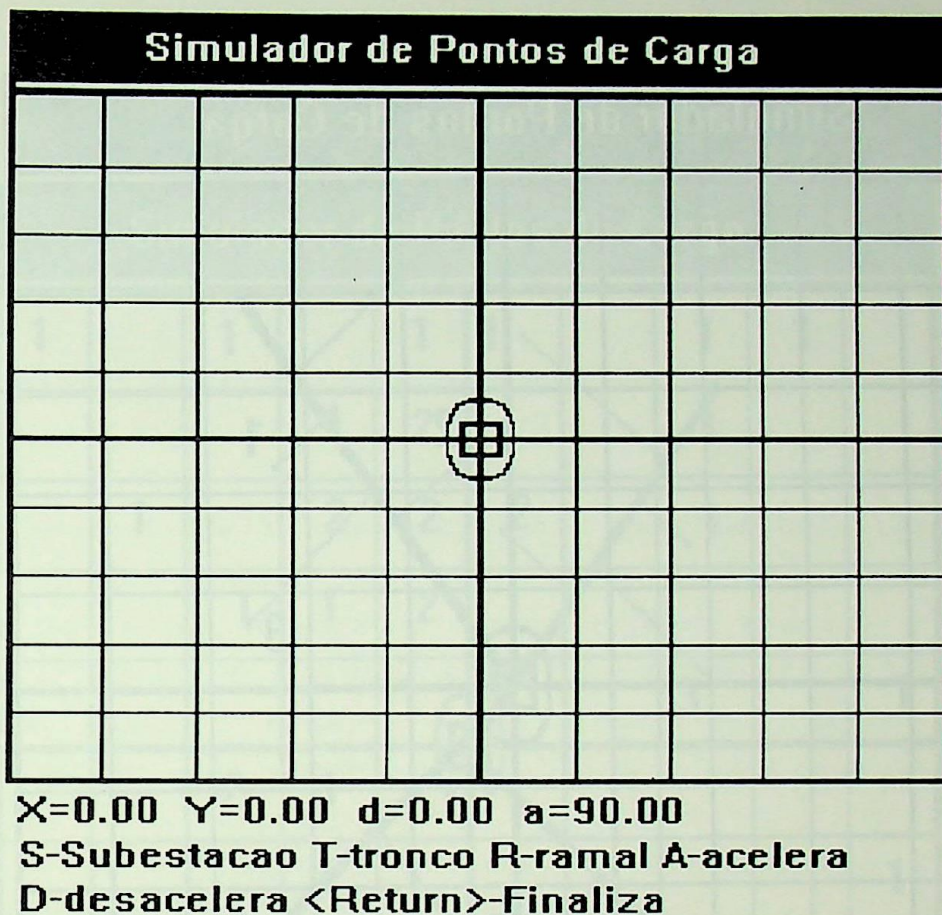 Simulador de Pontos de Carga
X=0.00 Y=0.00 d=0.00 a=90.00
S-Subestacao T-tronco R-ramal A-acelera
D-desacelera <Return>-Finaliza